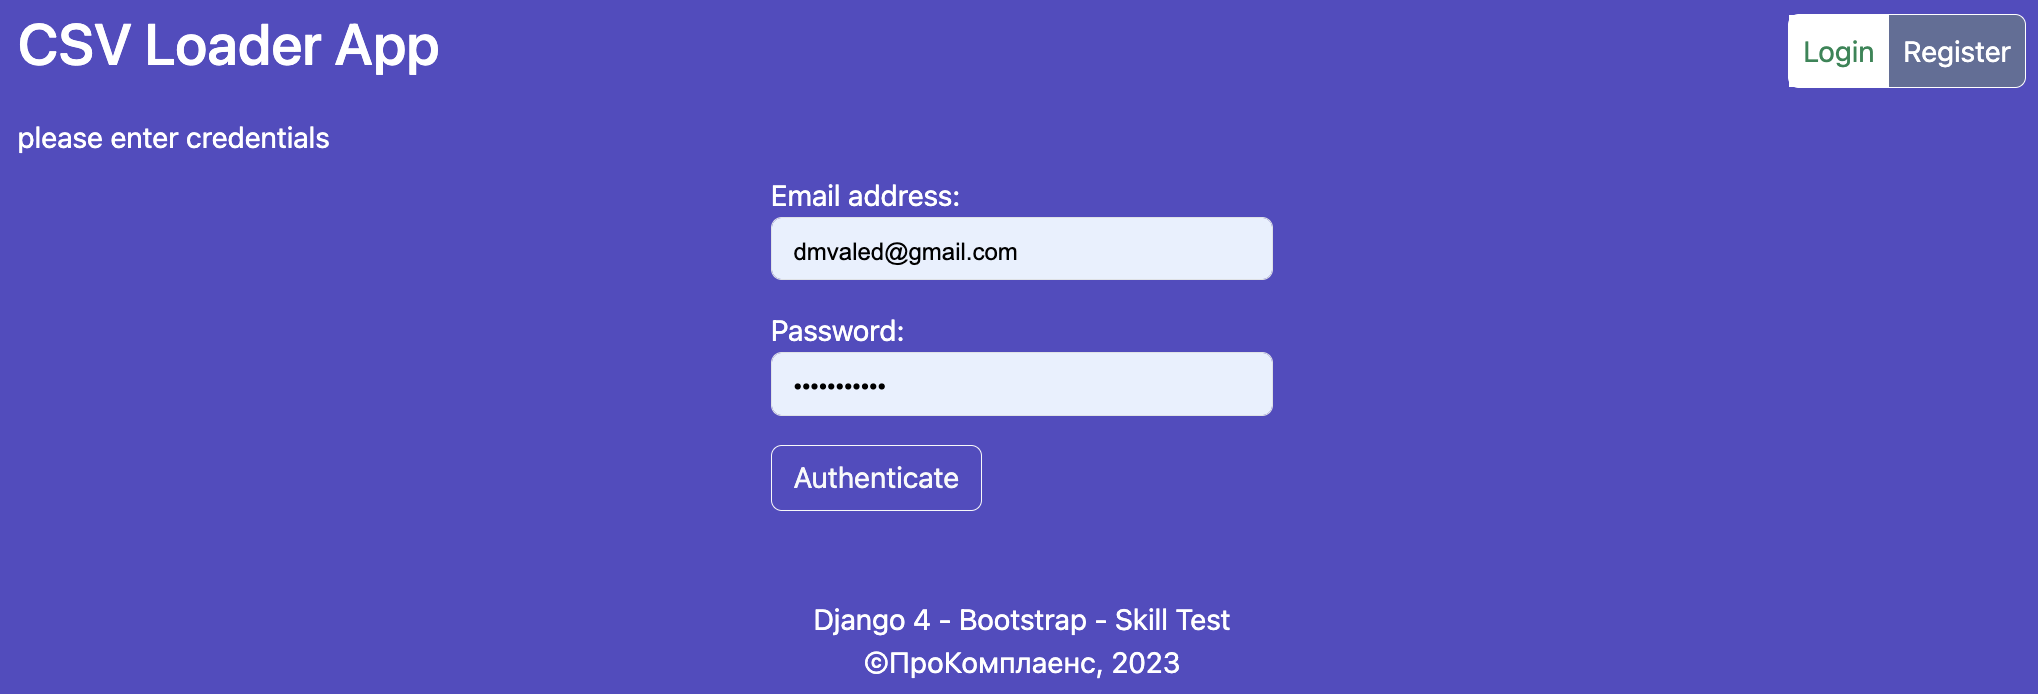 CSV Loader App
Login Register
please enter credentials
Email address:
dmvaled@gmail.com
Password:
•••••••••••
Authenticate
Django 4 - Bootstrap - Skill Test
©ПроКомплаенс, 2023